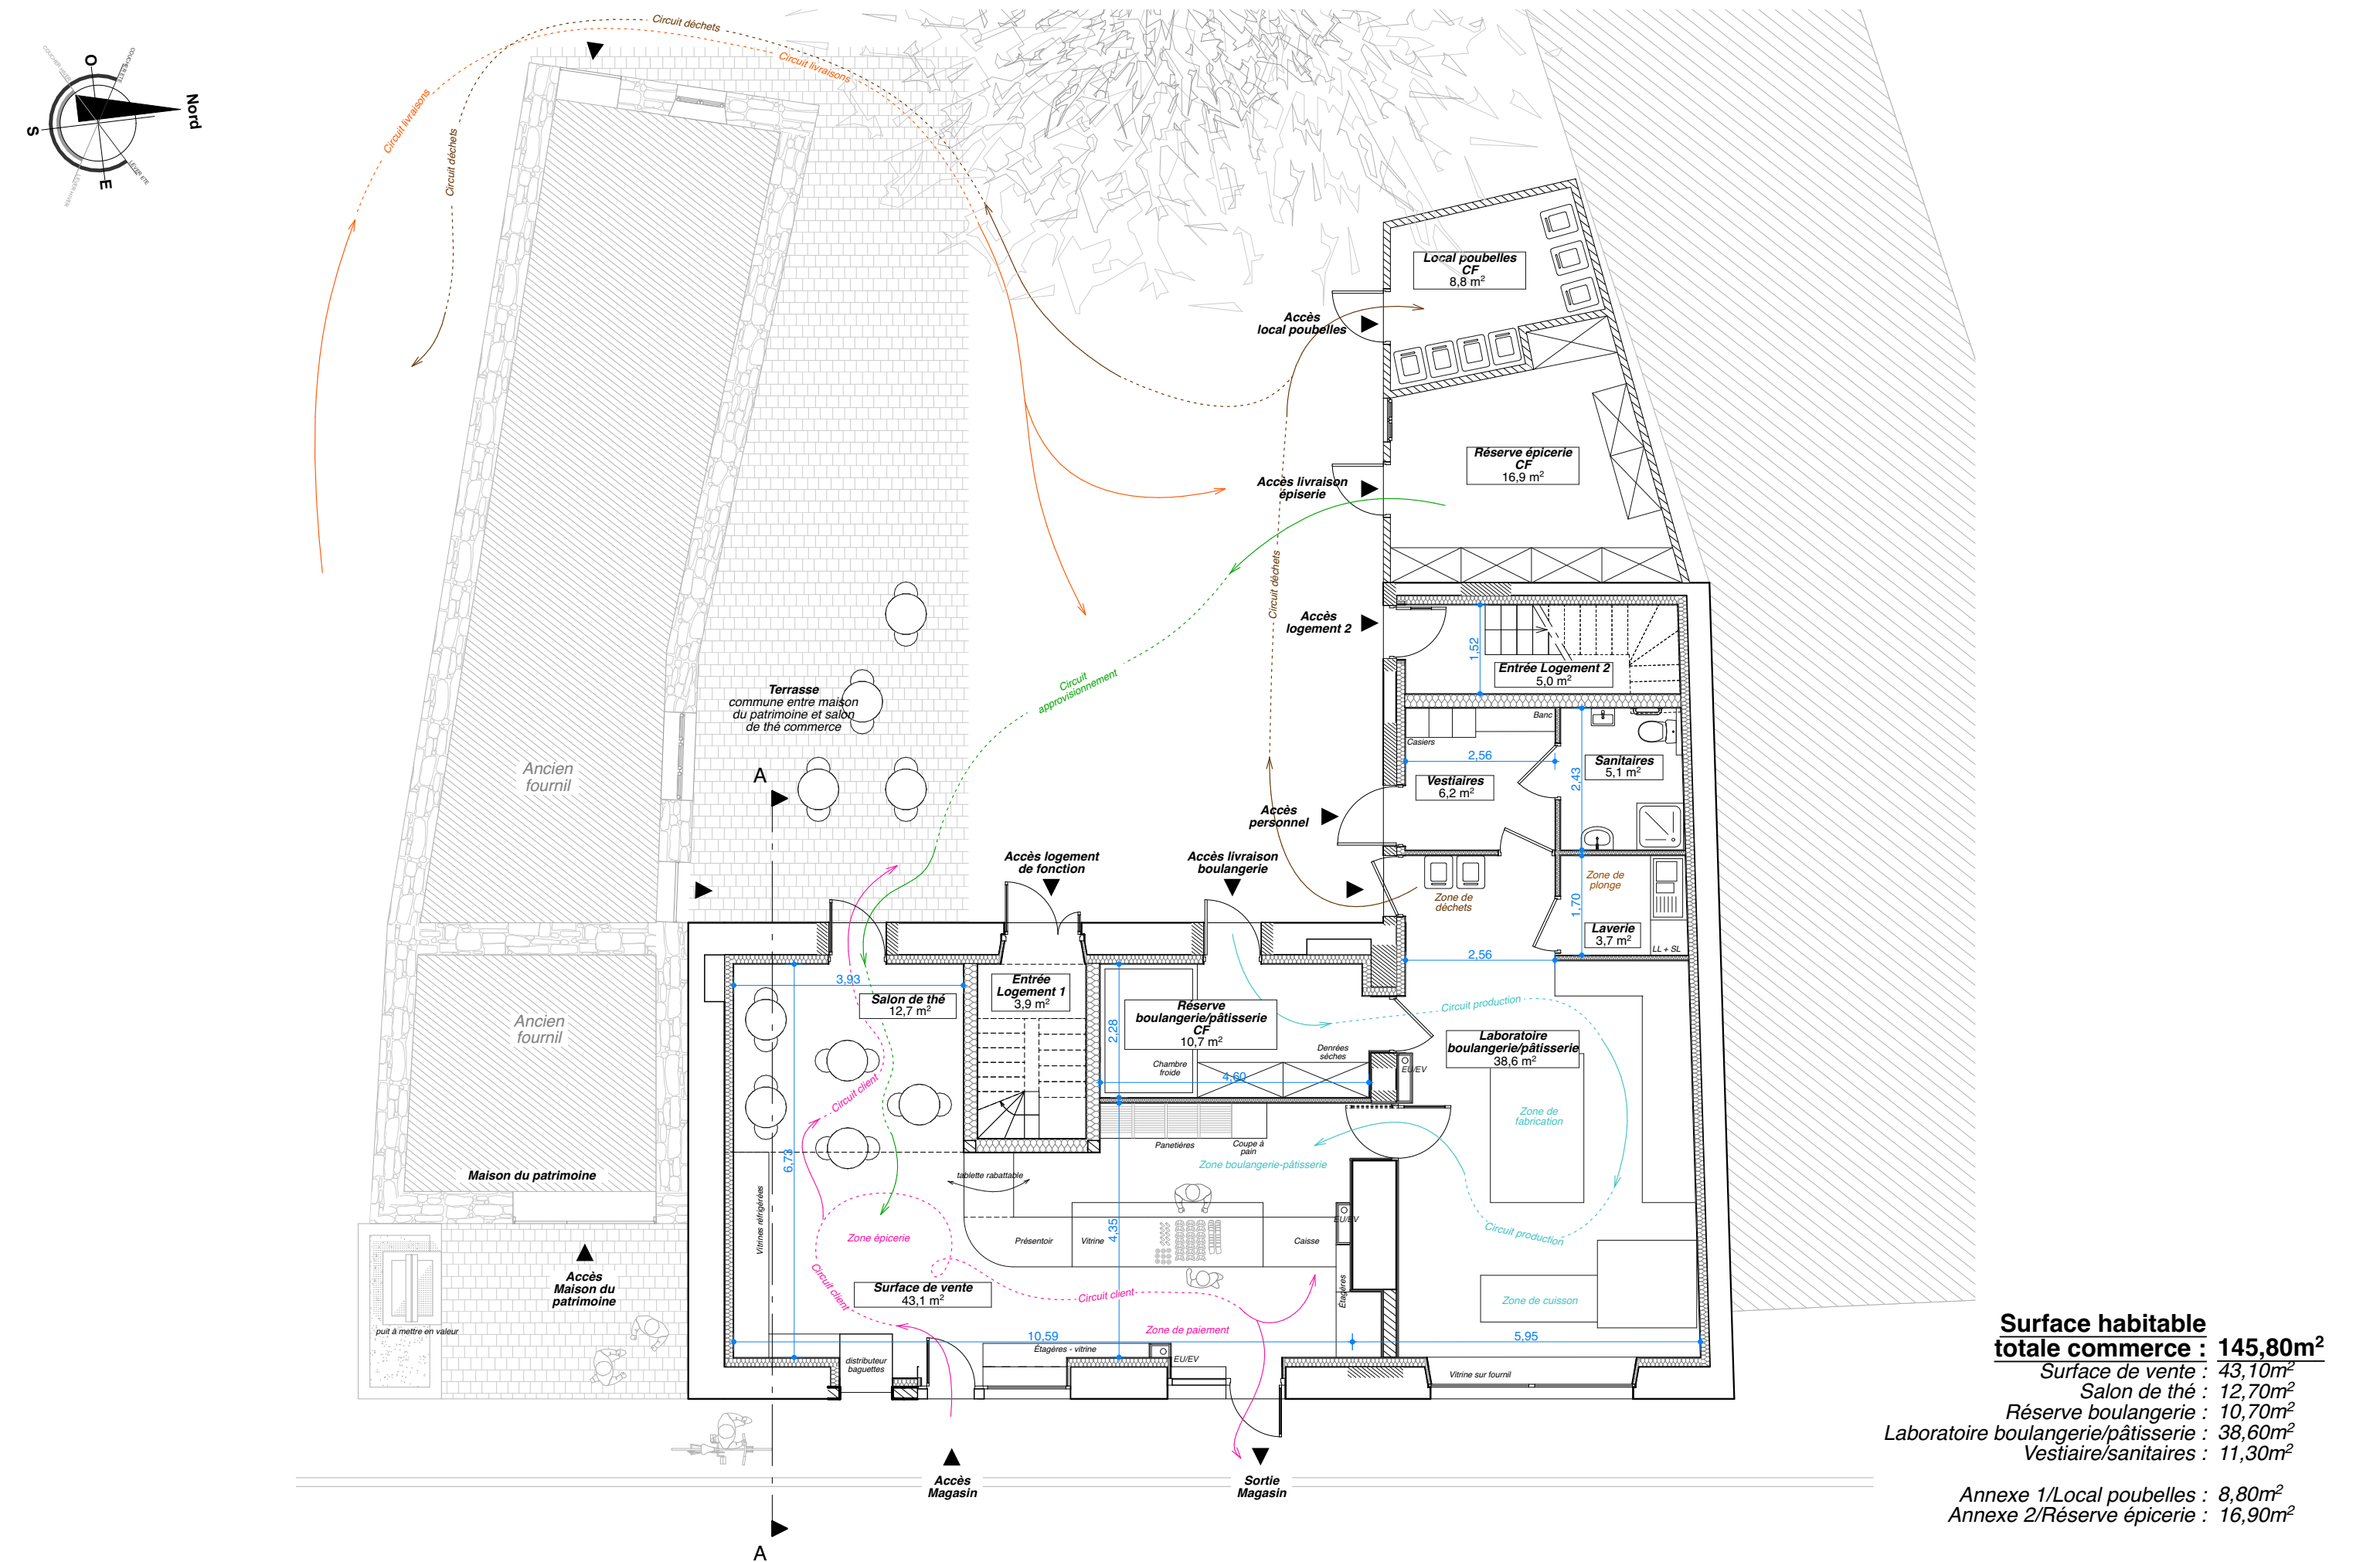 Circuit déchets
Circuit livraisons
Circuit livraisons
Circuit déchets
O
Nord
S
E
COUCHER ETE
LEVER ETE
Local poubelles
CF
8,8 m²
Accès
local poubelles
Réserve épicerie
CF
16,9 m²
Accès livraison
épiserie
Circuit déchets
Accès
logement 2
1,52
Entrée Logement 2
5,0 m²
Circuit
approvisionnement
Terrasse
commune entre maison
du patrimoine et salon
de thé commerce
Banc
Casiers
2,56
Vestiaires
6,2 m²
Sanitaires
5,1 m²
2,43
Ancien
fournil
A
Accès
personnel
Accès logement
de fonction
Accès livraison
boulangerie
Zone de
plonge
Zone de
déchets
1,70
Laverie
3,7 m²
LL + SL
2,56
3,93
Salon de thé
12,7 m²
Entrée
Logement 1
3,9 m²
Réserve
boulangerie/pâtisserie
CF
10,7 m²
2,28
Circuit production
Laboratoire
boulangerie/pâtisserie
38,6 m²
Denrées
sèches
Chambre
froide
4,60
EU/EV
Ancien
fournil
Circuit client
Zone de
fabrication
Panetières
Coupe à
pain
Zone boulangerie-pâtisserie
6,73
tablette rabattable
Maison du patrimoine
Vitrines réfrigérées
Zone épicerie
Présentoir
Vitrine
4,35
Caisse
EU/EV
Circuit production
Accès
Maison du
patrimoine
Circuit client
Surface de vente
43,1 m²
Circuit client
Étagères
Zone de cuisson
puit à mettre en valeur
Zone de paiement
10,59
5,95
Étagères - vitrine
EU/EV
distributeur
baguettes
Vitrine sur fournil
Accès
Magasin
Sortie
Magasin
A
Surface habitable
totale commerce : 145,80m²
Surface de vente : 43,10m²
Salon de thé : 12,70m²
Réserve boulangerie : 10,70m²
Laboratoire boulangerie/pâtisserie : 38,60m²
Vestiaire/sanitaires : 11,30m²
Annexe 1/Local poubelles : 8,80m²
Annexe 2/Réserve épicerie : 16,90m²